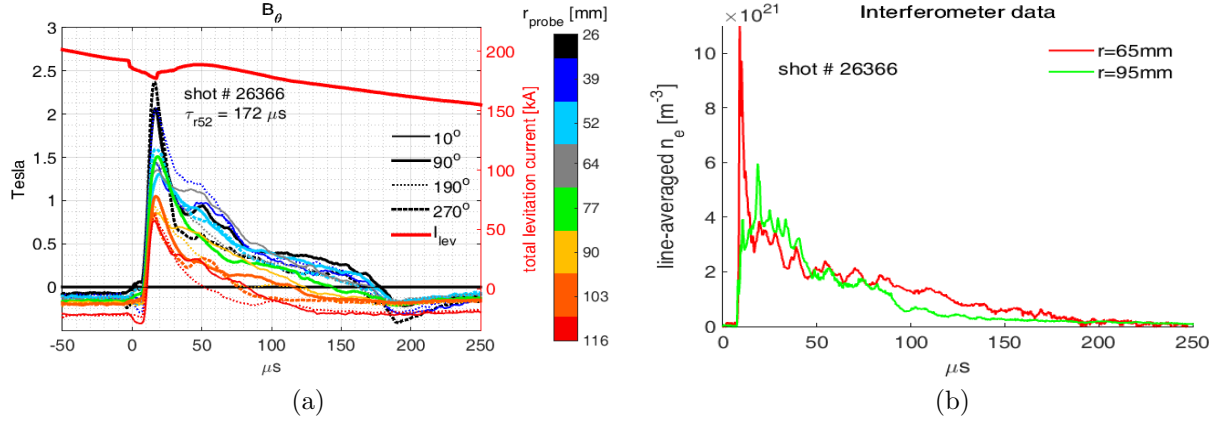 B_θ
r_probe [mm]
3
2.5
2
1.5
1
0.5
0
-0.5
Tesla
-50
0
50
100
150
200
250
μs
shot # 26366
τ_r52 = 172 μs
10°
90°
190°
270°
I_lev
200
150
100
50
0
total levitation current [kA]
26
39
52
64
77
90
103
116
(a)
Interferometer data
×10^21
10
8
6
4
2
0
line-averaged n_e [m^-3]
shot # 26366
r=65mm
r=95mm
0
50
100
150
200
250
μs
(b)